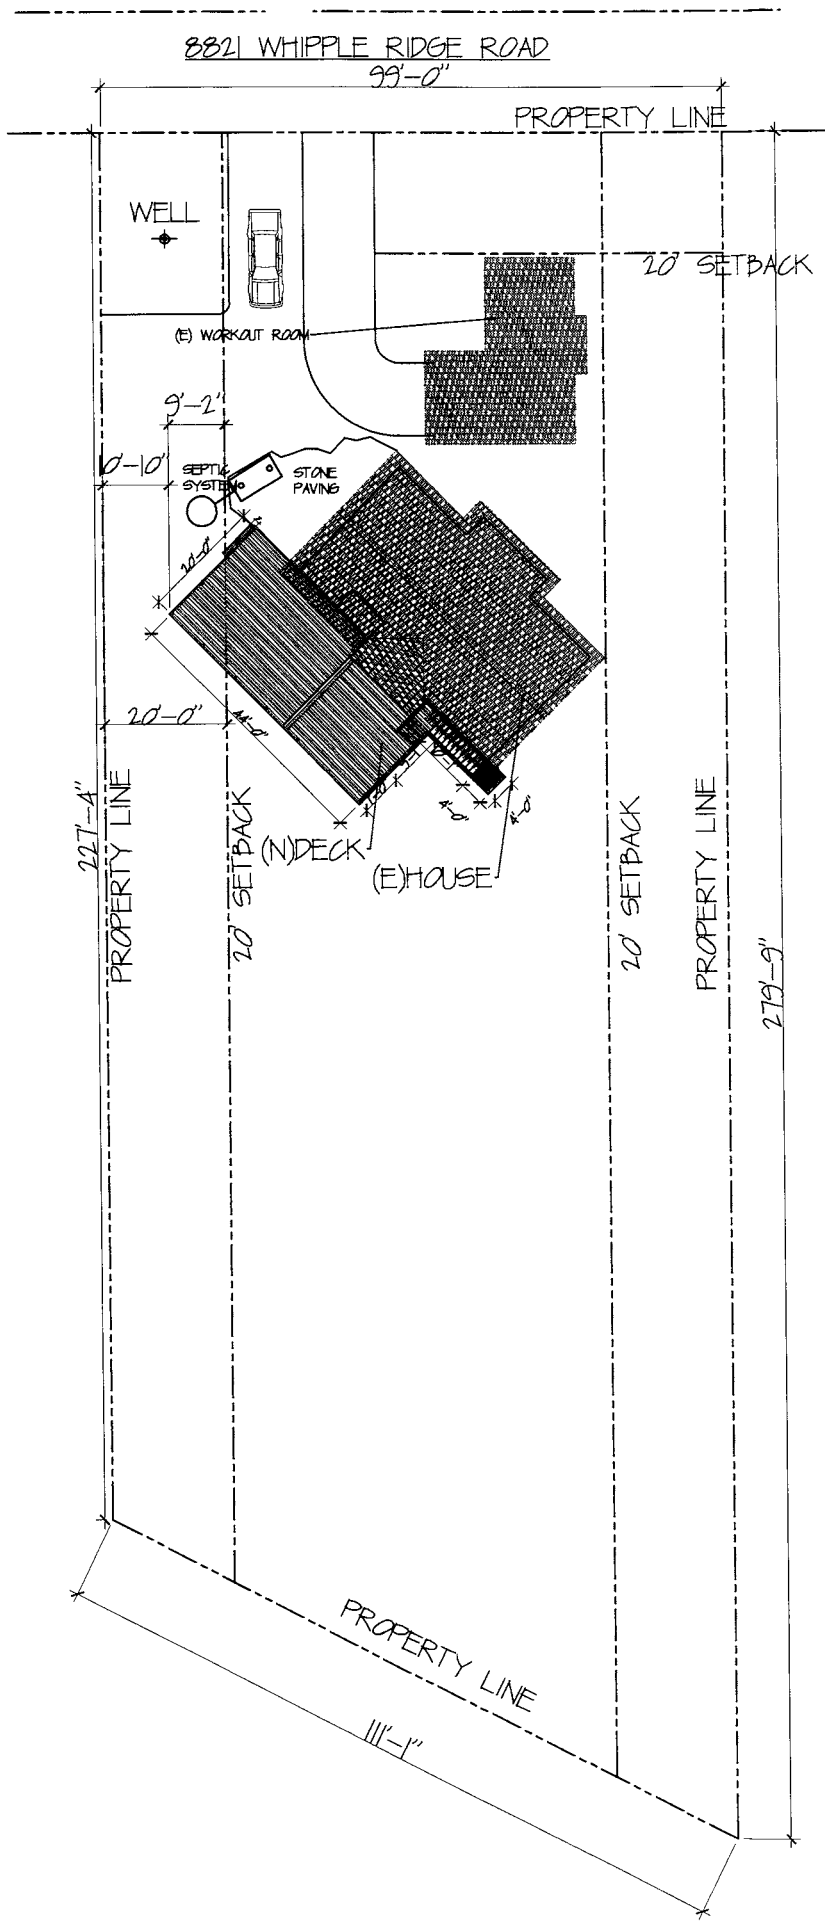 8821 WHIPPLE RIDGE ROAD
99'-0"
PROPERTY LINE
WELL
20' SETBACK
(E) WORKOUT ROOM
9'-2"
10'-10"
SEPTIC
SYSTEM
STONE
PAVING
20'-0"
20'-0"
44'-0"
4'-0"
4'-0"
(N)DECK
(E)HOUSE
227'-4"
PROPERTY LINE
20' SETBACK
20' SETBACK
PROPERTY LINE
279'-9"
PROPERTY LINE
111'-1"